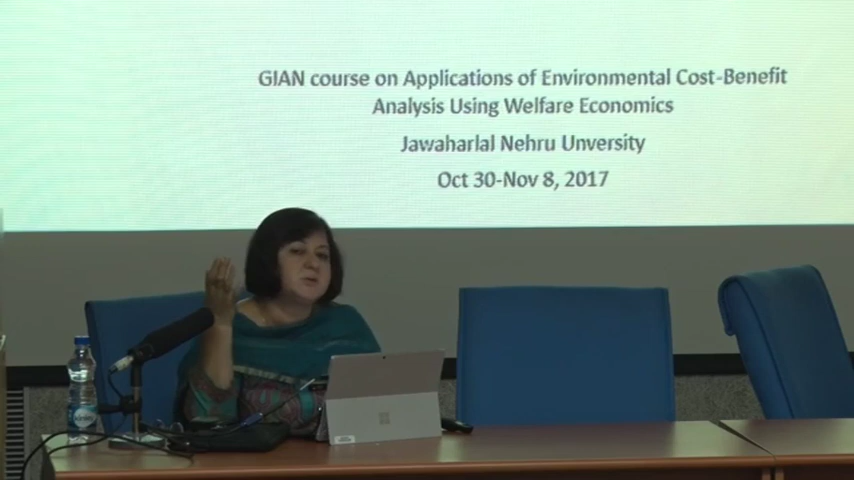 GIAN course on Applications of Environmental Cost-Benefit
Analysis Using Welfare Economics
Jawaharlal Nehru Unversity
Oct 30-Nov 8, 2017